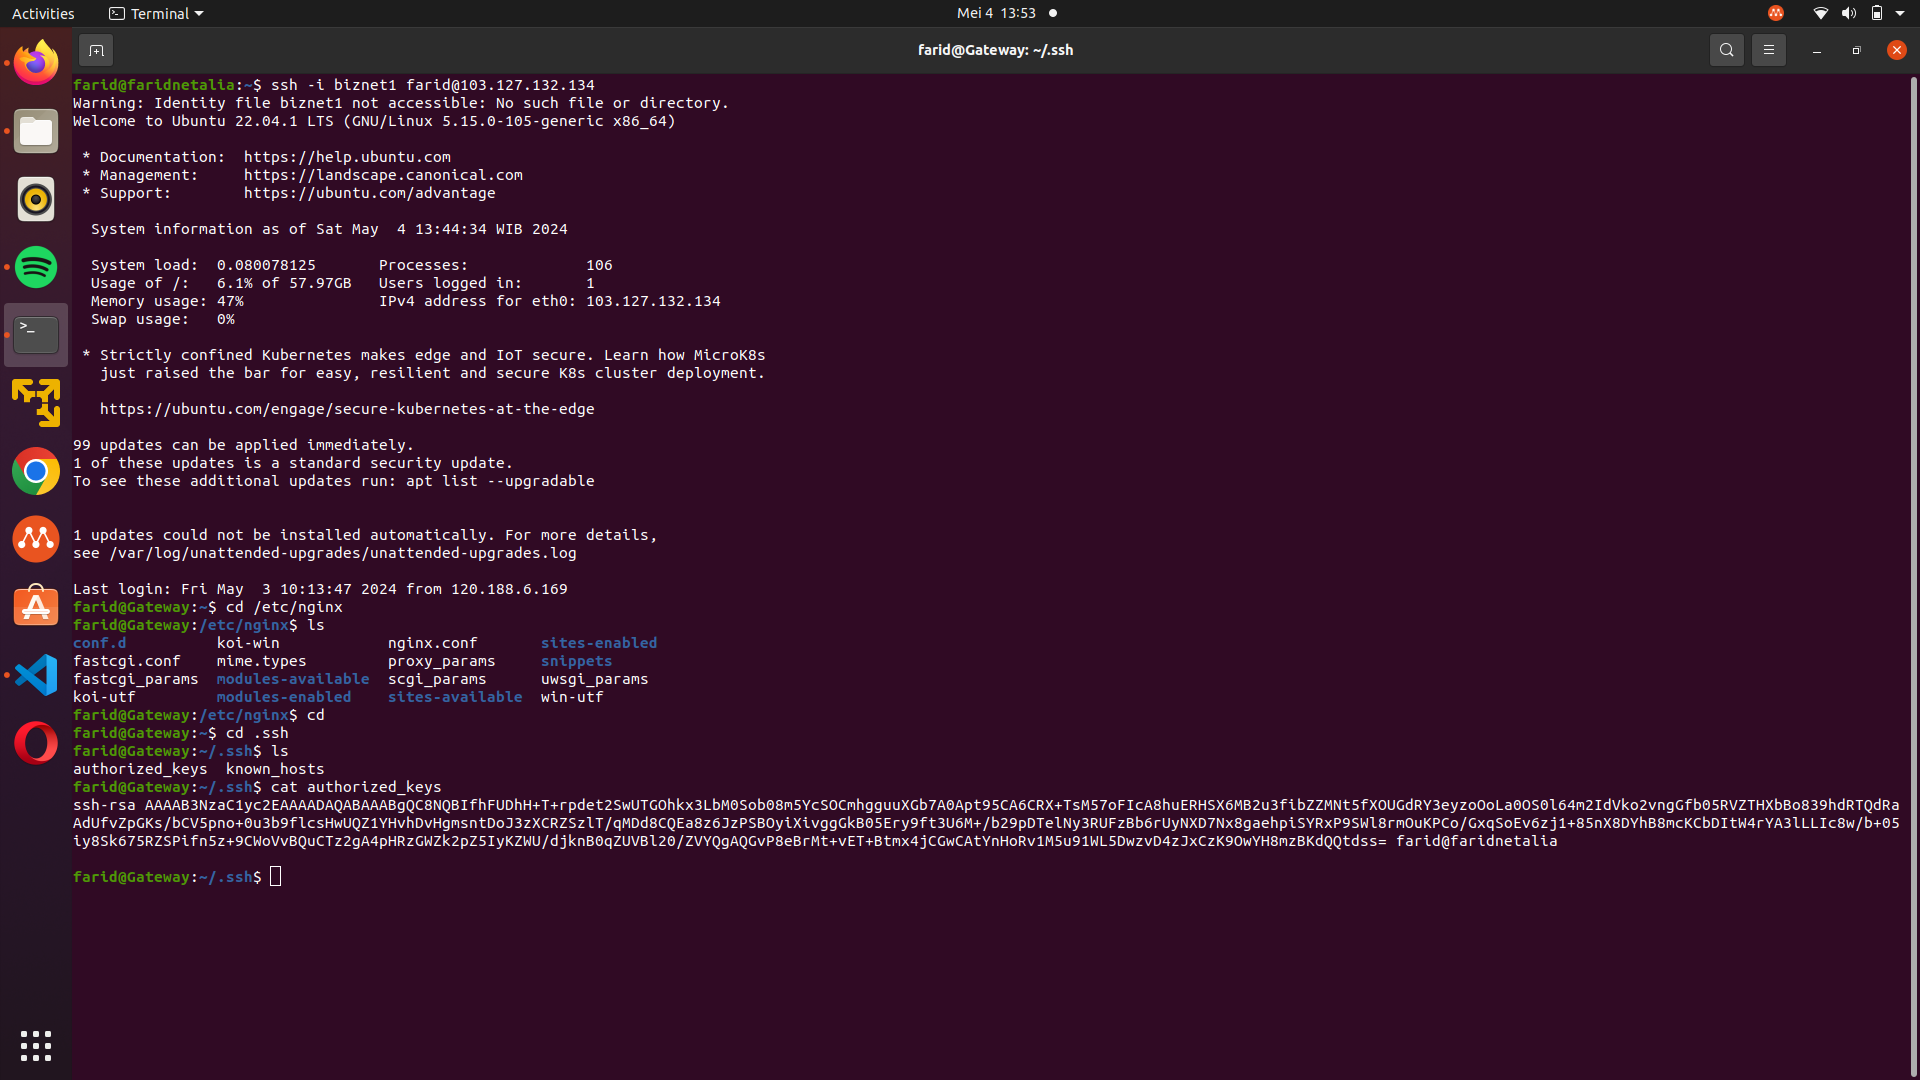 Activities
Terminal
Mei 4 13:53
farid@Gateway: ~/.ssh
farid@faridnetalia:~$ ssh -i biznet1 farid@103.127.132.134
Warning: Identity file biznet1 not accessible: No such file or directory.
Welcome to Ubuntu 22.04.1 LTS (GNU/Linux 5.15.0-105-generic x86_64)
* Documentation:  https://help.ubuntu.com
* Management:     https://landscape.canonical.com
* Support:        https://ubuntu.com/advantage
System information as of Sat May  4 13:44:34 WIB 2024
System load:  0.080078125       Processes:             106
Usage of /:   6.1% of 57.97GB   Users logged in:       1
Memory usage: 47%               IPv4 address for eth0: 103.127.132.134
Swap usage:   0%
* Strictly confined Kubernetes makes edge and IoT secure. Learn how MicroK8s
just raised the bar for easy, resilient and secure K8s cluster deployment.
https://ubuntu.com/engage/secure-kubernetes-at-the-edge
99 updates can be applied immediately.
1 of these updates is a standard security update.
To see these additional updates run: apt list --upgradable
1 updates could not be installed automatically. For more details,
see /var/log/unattended-upgrades/unattended-upgrades.log
Last login: Fri May  3 10:13:47 2024 from 120.188.6.169
farid@Gateway:~$ cd /etc/nginx
farid@Gateway:/etc/nginx$ ls
conf.d          koi-win            nginx.conf       sites-enabled
fastcgi.conf    mime.types         proxy_params     snippets
fastcgi_params  modules-available  scgi_params      uwsgi_params
koi-utf         modules-enabled    sites-available  win-utf
farid@Gateway:/etc/nginx$ cd
farid@Gateway:~$ cd .ssh
farid@Gateway:~/.ssh$ ls
authorized_keys  known_hosts
farid@Gateway:~/.ssh$ cat authorized_keys
ssh-rsa AAAAB3NzaC1yc2EAAAADAQABAAABgQC8NQBIfhFUDhH+T+rpdet2SwUTGOhkx3LbM0Sob08m5YcSOCmhgguuXGb7A0Apt95CA6CRX+TsM57oFIcA8huERHSX6MB2u3fibZZMNt5fXOUGdRY3eyzoOoLa0OS0l64m2IdVko2vngGfb05RVZTHXbBo839hdRTQdRa
AdUfvZpGKs/bCV5pno+0u3b9flcsHwUQZ1YHvhDvHgmsntDoJ3zXCRZSzlT/qMDd8CQEa8z6JzPSBOyiXivggGkB05Ery9ft3U6M+/b29pDTelNy3RUFzBb6rUyNXD7Nx8gaehpiSYRxP9SWl8rmOuKPCo/GxqSoEv6zj1+85nX8DYhB8mcKCbDItW4rYA3lLLIc8w/b+05
iy8Sk675RZSPifn5z+9CWoVvBQuCTz2gA4pHRzGWZk2pZ5IyKZWU/djknB0qZUVBl20/ZVYQgAQGvP8eBrMt+vET+Btmx4jCGwCAtYnHoRv1M5u91WL5DwzvD4zJxCzK9OwYH8mzBKdQQtdss= farid@faridnetalia
farid@Gateway:~/.ssh$